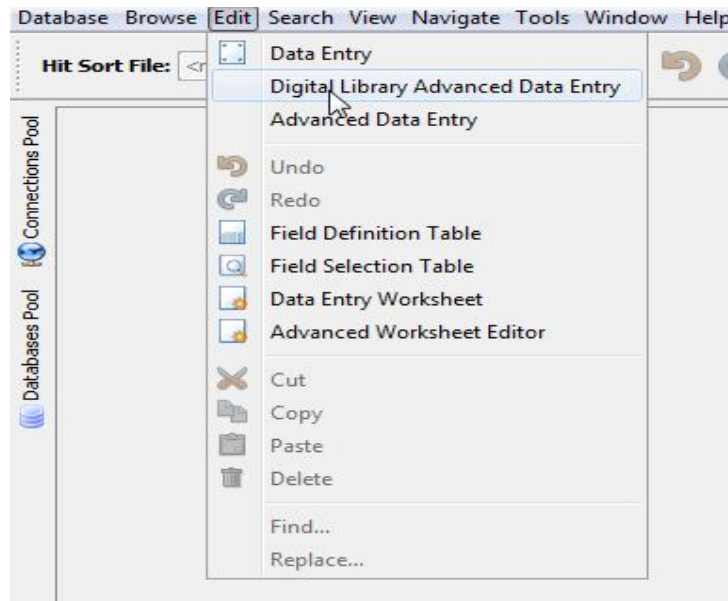 Database Browse Edit Search View Navigate Tools Window Help
Hit Sort File:
Data Entry
Digital Library Advanced Data Entry
Advanced Data Entry
Undo
Redo
Field Definition Table
Field Selection Table
Data Entry Worksheet
Advanced Worksheet Editor
Cut
Copy
Paste
Delete
Find...
Replace...
Connections Pool
Databases Pool